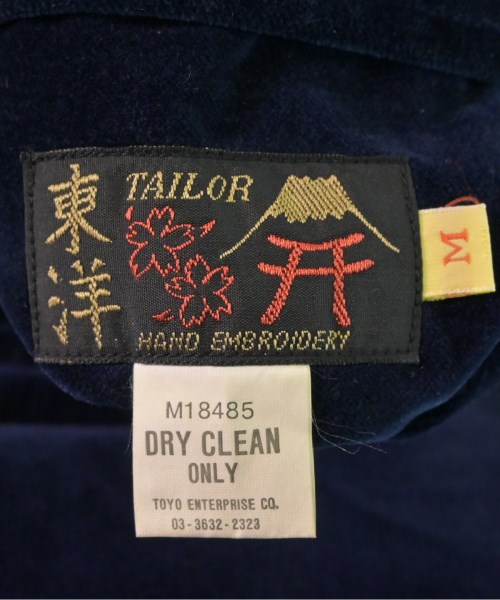 東洋
TAILOR
HAND EMBROIDERY
M
M18485
DRY CLEAN
ONLY
TOYO ENTERPRISE CO.
03-3632-2323